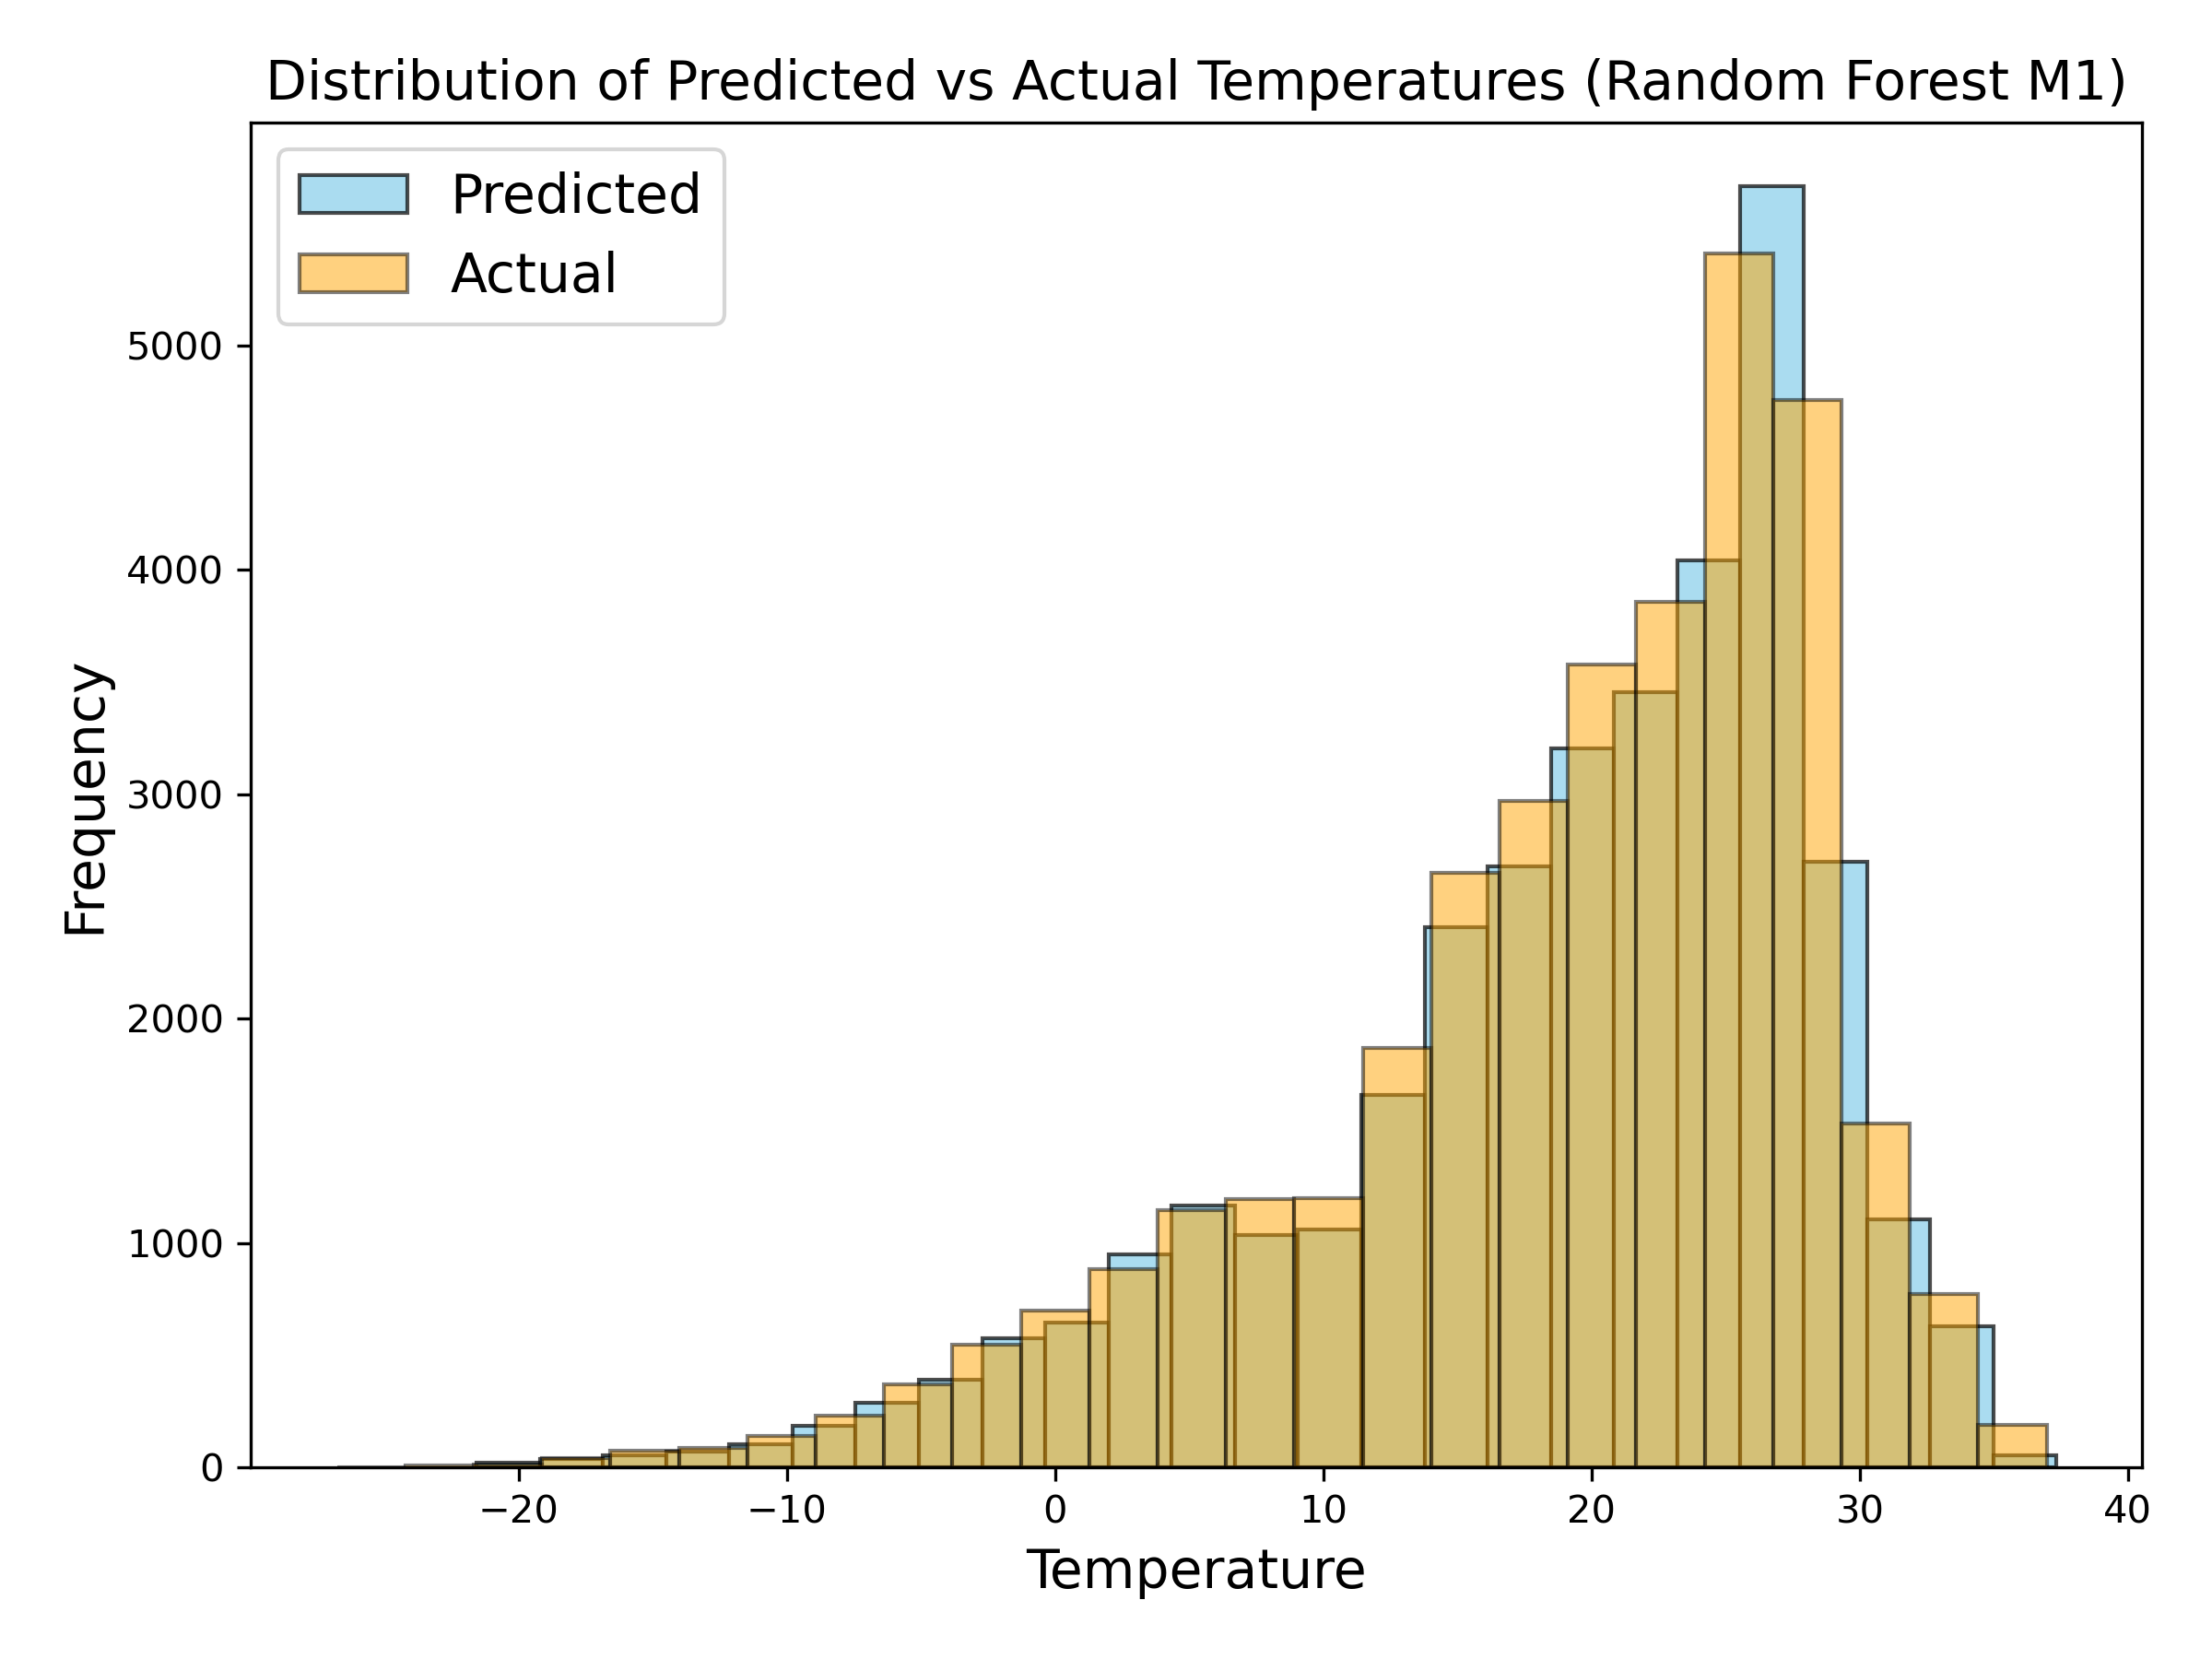 Distribution of Predicted vs Actual Temperatures (Random Forest M1)
Predicted
Actual
Frequency
5000
4000
3000
2000
1000
0
−20 −10 0 10 20 30 40
Temperature